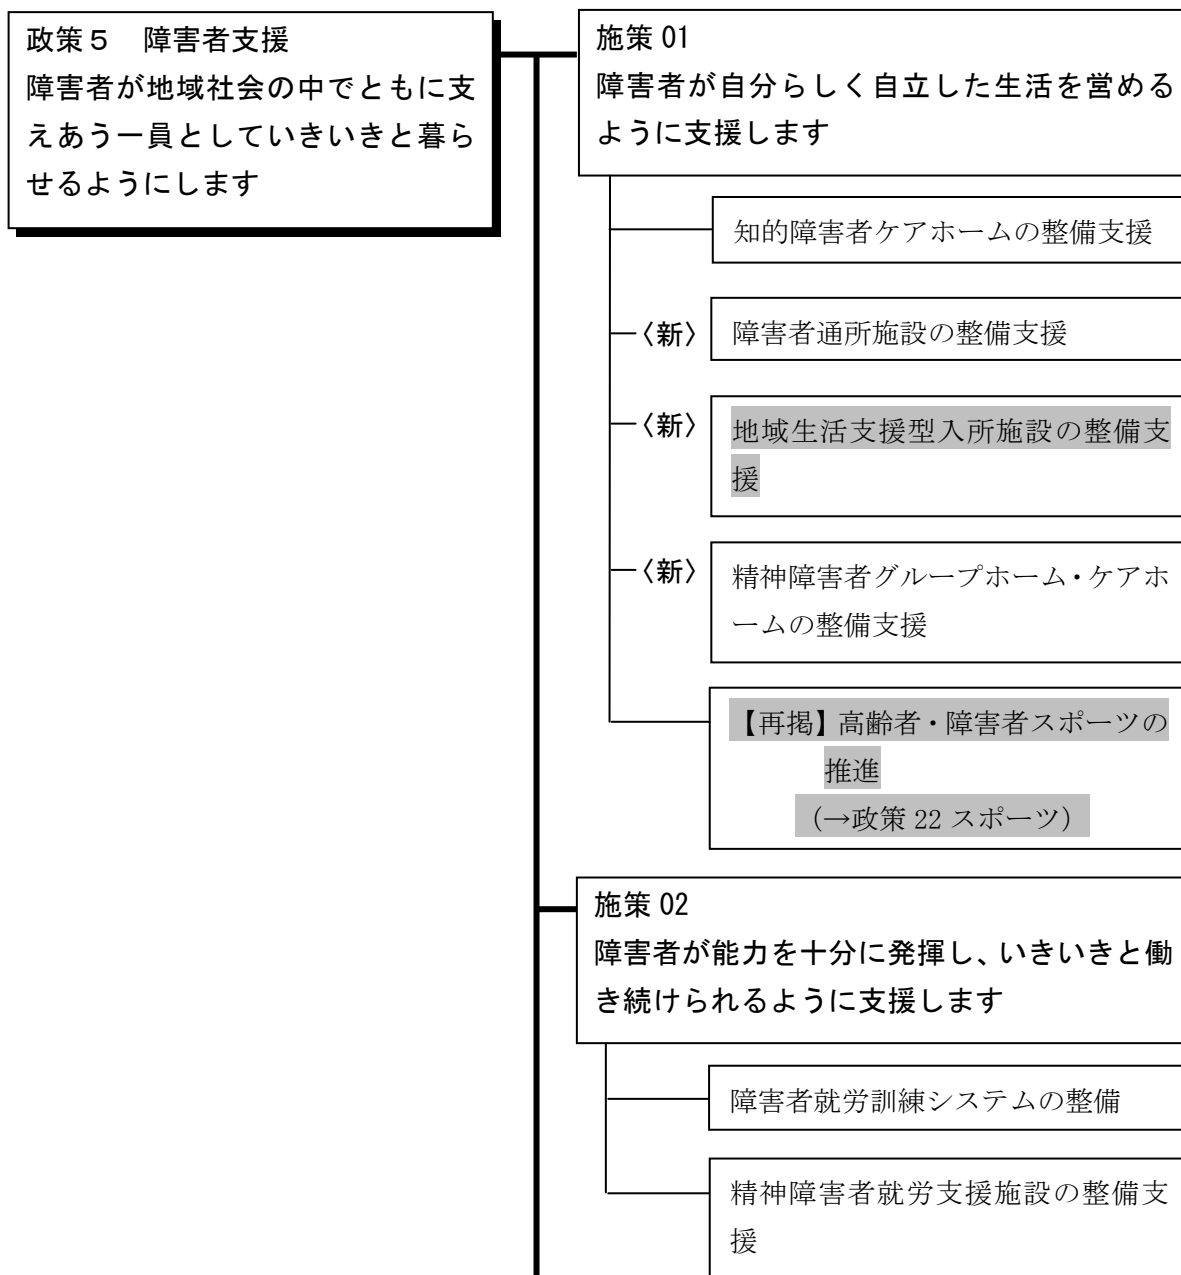 政策５　障害者支援
障害者が地域社会の中でともに支
えあう一員としていきいきと暮ら
せるようにします
施策 01
障害者が自分らしく自立した生活を営める
ように支援します
知的障害者ケアホームの整備支援
〈新〉
障害者通所施設の整備支援
〈新〉
地域生活支援型入所施設の整備支
援
〈新〉
精神障害者グループホーム・ケアホ
ームの整備支援
【再掲】高齢者・障害者スポーツの
推進
（→政策 22 スポーツ）
施策 02
障害者が能力を十分に発揮し、いきいきと働
き続けられるように支援します
障害者就労訓練システムの整備
精神障害者就労支援施設の整備支
援